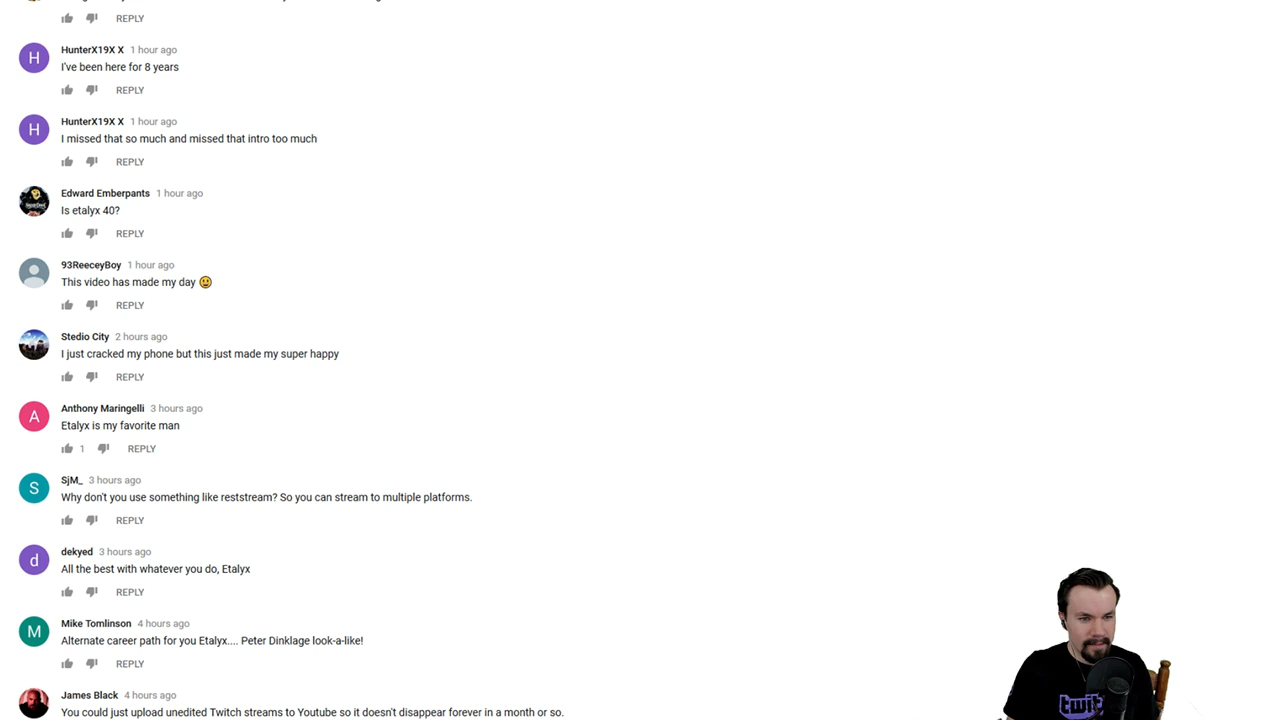 REPLY
HunterX19X X 1 hour ago
I've been here for 8 years
REPLY
HunterX19X X 1 hour ago
I missed that so much and missed that intro too much
REPLY
Edward Emberpants 1 hour ago
Is etalyx 40?
REPLY
93ReeceyBoy 1 hour ago
This video has made my day 🙂
REPLY
Stedio City 2 hours ago
I just cracked my phone but this just made my super happy
REPLY
A
Anthony Maringelli 3 hours ago
Etalyx is my favorite man
1 REPLY
S
SjM_ 3 hours ago
Why don't you use something like reststream? So you can stream to multiple platforms.
REPLY
d
dekyed 3 hours ago
All the best with whatever you do, Etalyx
REPLY
M
Mike Tomlinson 4 hours ago
Alternate career path for you Etalyx.... Peter Dinklage look-a-like!
REPLY
James Black 4 hours ago
You could just upload unedited Twitch streams to Youtube so it doesn't disappear forever in a month or so.
twit